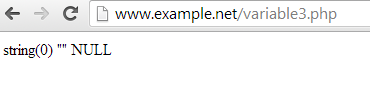 www.example.net/variable3.php
string(0) "" NULL